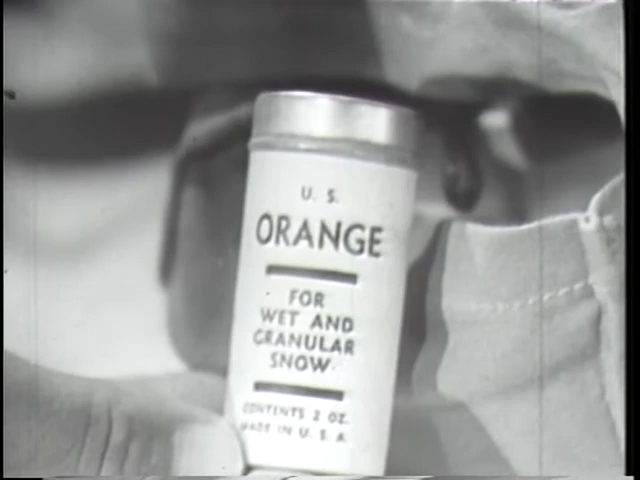 U. S.
ORANGE
FOR
WET AND
GRANULAR
SNOW
CONTENTS 2 OZ.
MADE IN U. S. A.